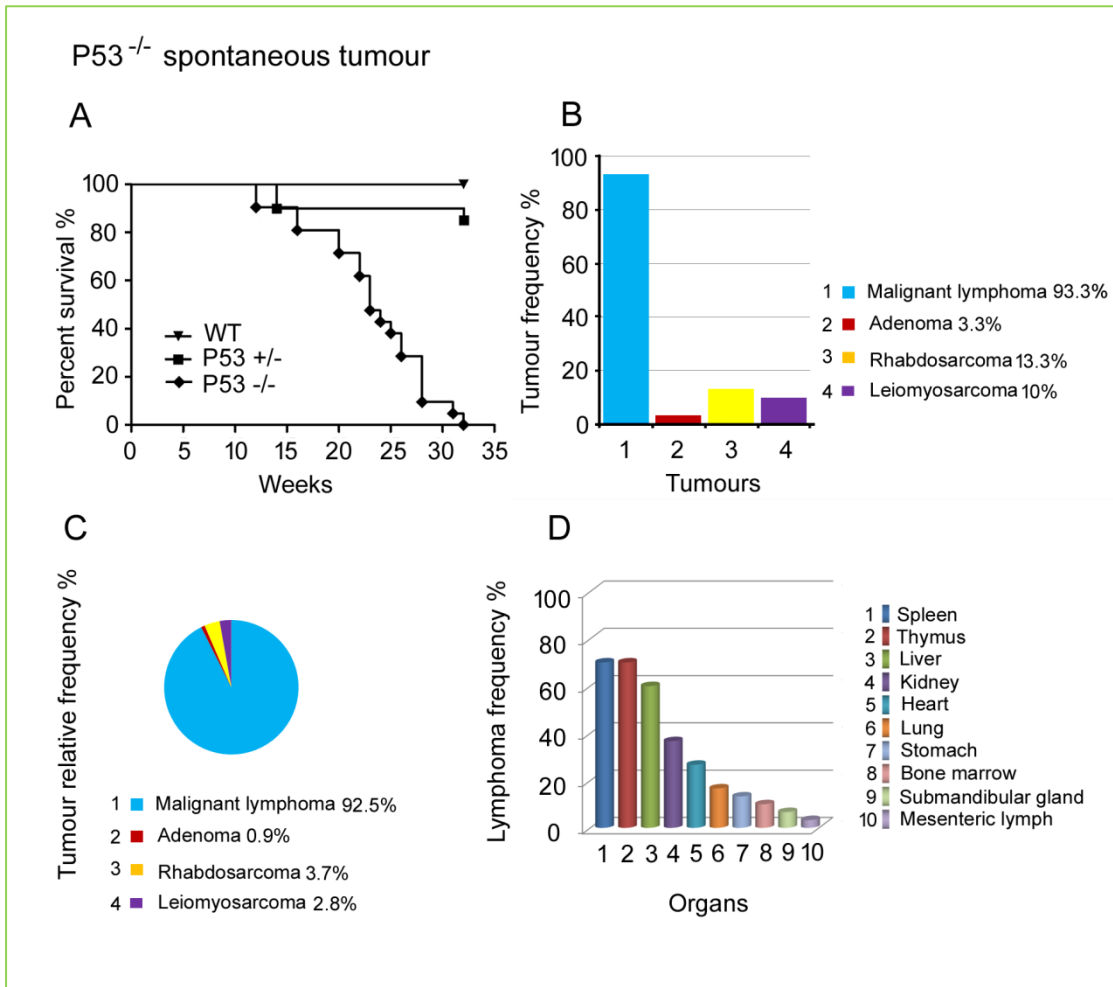 P53 -/- spontaneous tumour
A
Percent survival %
100
80
60
40
20
0
WT
P53 +/-
P53 -/-
0 5 10 15 20 25 30 35
Weeks
B
Tumour frequency %
100
80
60
40
20
0
1 2 3 4
Tumours
1 Malignant lymphoma 93.3%
2 Adenoma 3.3%
3 Rhabdosarcoma 13.3%
4 Leiomyosarcoma 10%
C
Tumour relative frequency %
1 Malignant lymphoma 92.5%
2 Adenoma 0.9%
3 Rhabdosarcoma 3.7%
4 Leiomyosarcoma 2.8%
D
Lymphoma frequency %
100
80
60
40
20
0
1 2 3 4 5 6 7 8 9 10
Organs
1 Spleen
2 Thymus
3 Liver
4 Kidney
5 Heart
6 Lung
7 Stomach
8 Bone marrow
9 Submandibular gland
10 Mesenteric lymph